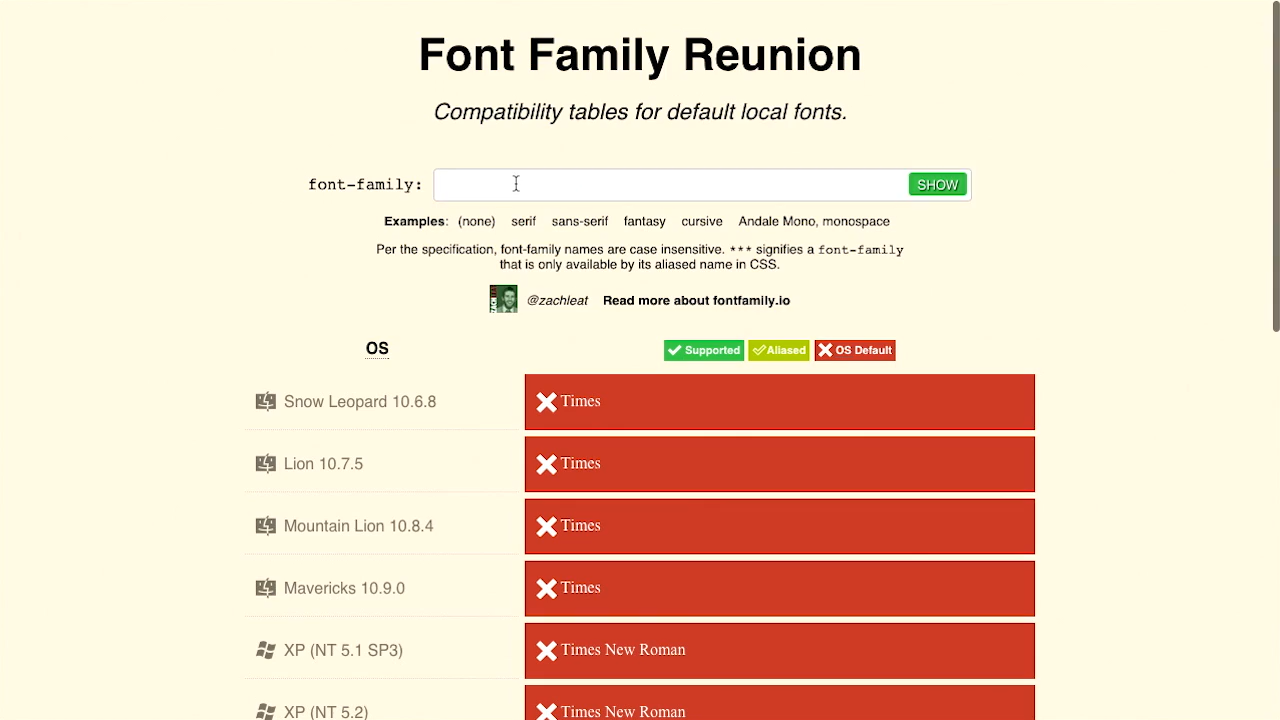 Font Family Reunion
Compatibility tables for default local fonts.
font-family:
SHOW
Examples: (none) serif sans-serif fantasy cursive Andale Mono, monospace
Per the specification, font-family names are case insensitive. *** signifies a font-family
that is only available by its aliased name in CSS.
@zachleat Read more about fontfamily.io
OS
Supported Aliased OS Default
Snow Leopard 10.6.8 Times
Lion 10.7.5 Times
Mountain Lion 10.8.4 Times
Mavericks 10.9.0 Times
XP (NT 5.1 SP3) Times New Roman
XP (NT 5.2) Times New Roman